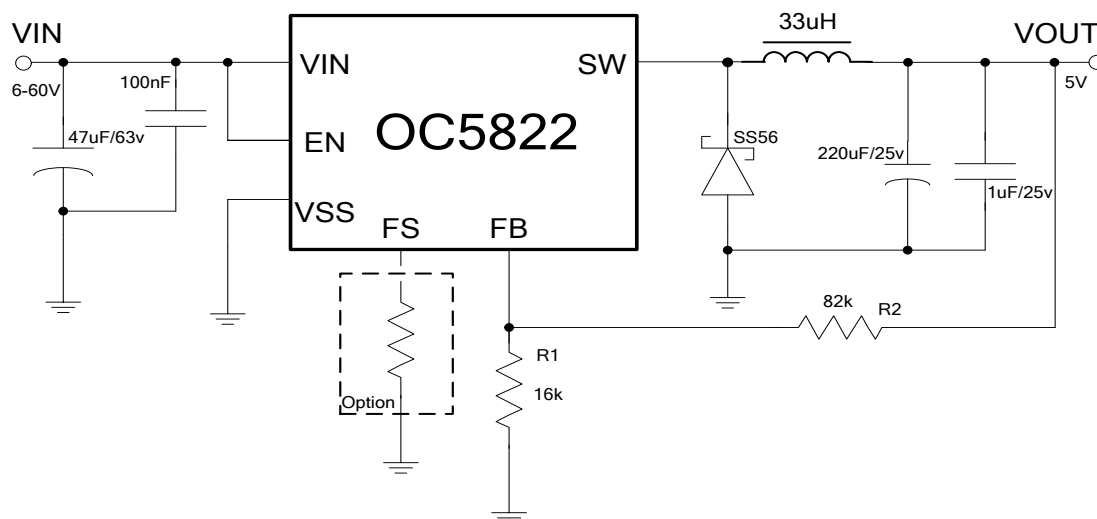 VIN
33uH
VOUT
VIN
SW
6-60V
100nF
5V
47uF/63v
EN
OC5822
SS56
220uF/25v
1uF/25v
VSS
FS
FB
82k
R2
R1
16k
Option